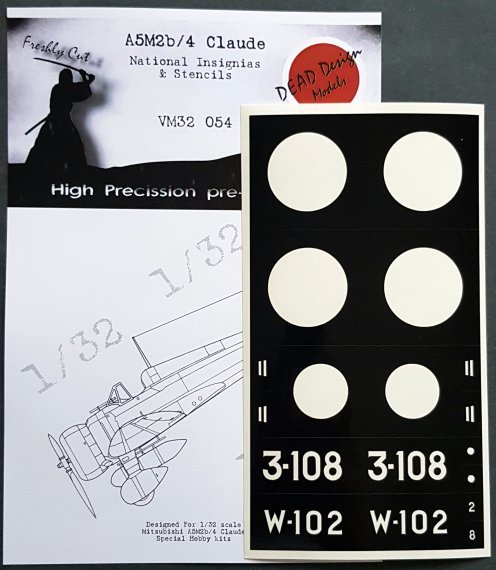 Freshly Cut
A5M2b/4 Claude
National Insignias
& Stencils
VM32 054
DEAD Design
Models
High Precission pre-
1/32
1/32
Designed For 1/32 scale
Mitsubishi A5M2b/4 Claude
Special Hobby kits
3-108 3-108
W-102 W-102
2
8